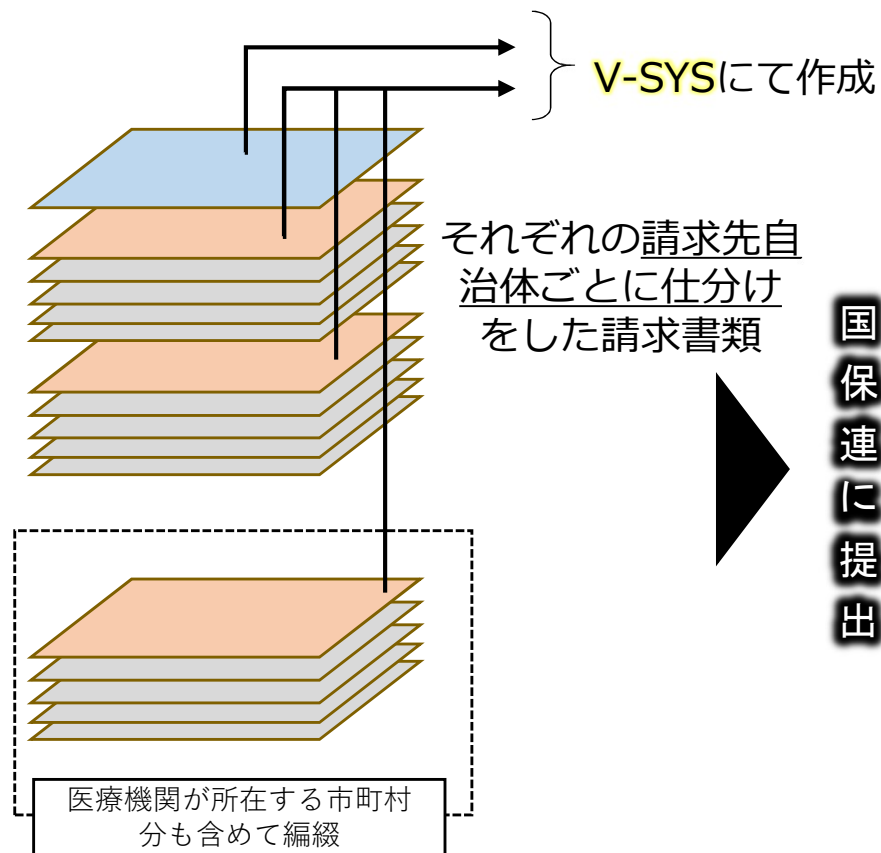 V-SYSにて作成
それぞれの請求先自
治体ごとに仕分け
をした請求書類
国保連に提出
医療機関が所在する市町村
分も含めて編綴